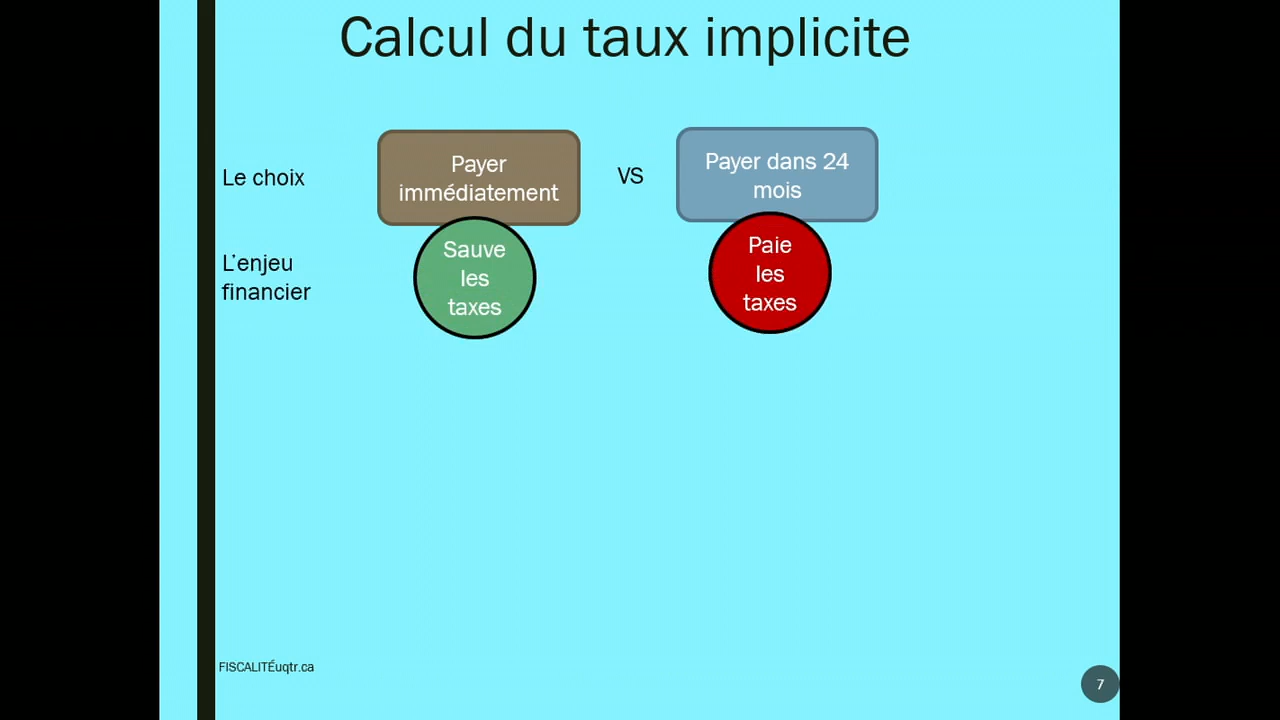 Calcul du taux implicite
Le choix
Payer
immédiatement
VS
Payer dans 24
mois
L'enjeu
financier
Sauve
les
taxes
Paie
les
taxes
FISCALITÉuqtr.ca
7